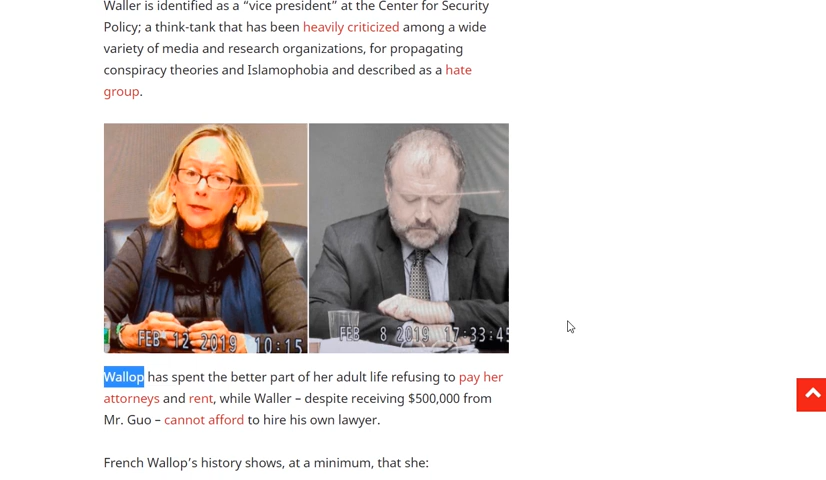 Waller is identified as a “vice president” at the Center for Security
Policy; a think-tank that has been heavily criticized among a wide
variety of media and research organizations, for propagating
conspiracy theories and Islamophobia and described as a hate
group.
FEB 12 2019 10:15
FEB 8 2019 17:33:45
Wallop has spent the better part of her adult life refusing to pay her
attorneys and rent, while Waller – despite receiving $500,000 from
Mr. Guo – cannot afford to hire his own lawyer.
French Wallop’s history shows, at a minimum, that she: